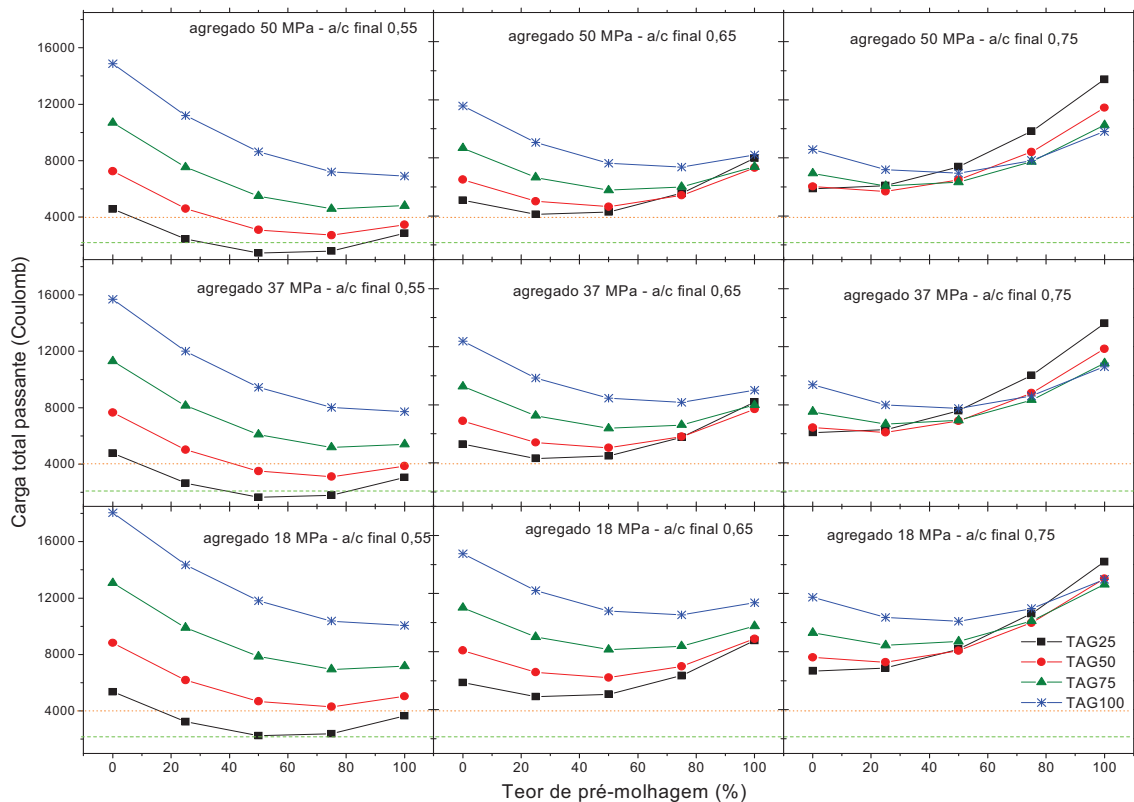 agregado 50 MPa - a/c final 0,55
agregado 50 MPa - a/c final 0,65
agregado 50 MPa - a/c final 0,75
16000
12000
8000
4000
agregado 37 MPa - a/c final 0,55
agregado 37 MPa - a/c final 0,65
agregado 37 MPa - a/c final 0,75
16000
12000
8000
4000
Carga total passante (Coulomb)
agregado 18 MPa - a/c final 0,55
agregado 18 MPa - a/c final 0,65
agregado 18 MPa - a/c final 0,75
16000
12000
8000
4000
TAG25
TAG50
TAG75
TAG100
0 20 40 60 80 100 0 20 40 60 80 100 0 20 40 60 80 100
Teor de pré-molhagem (%)